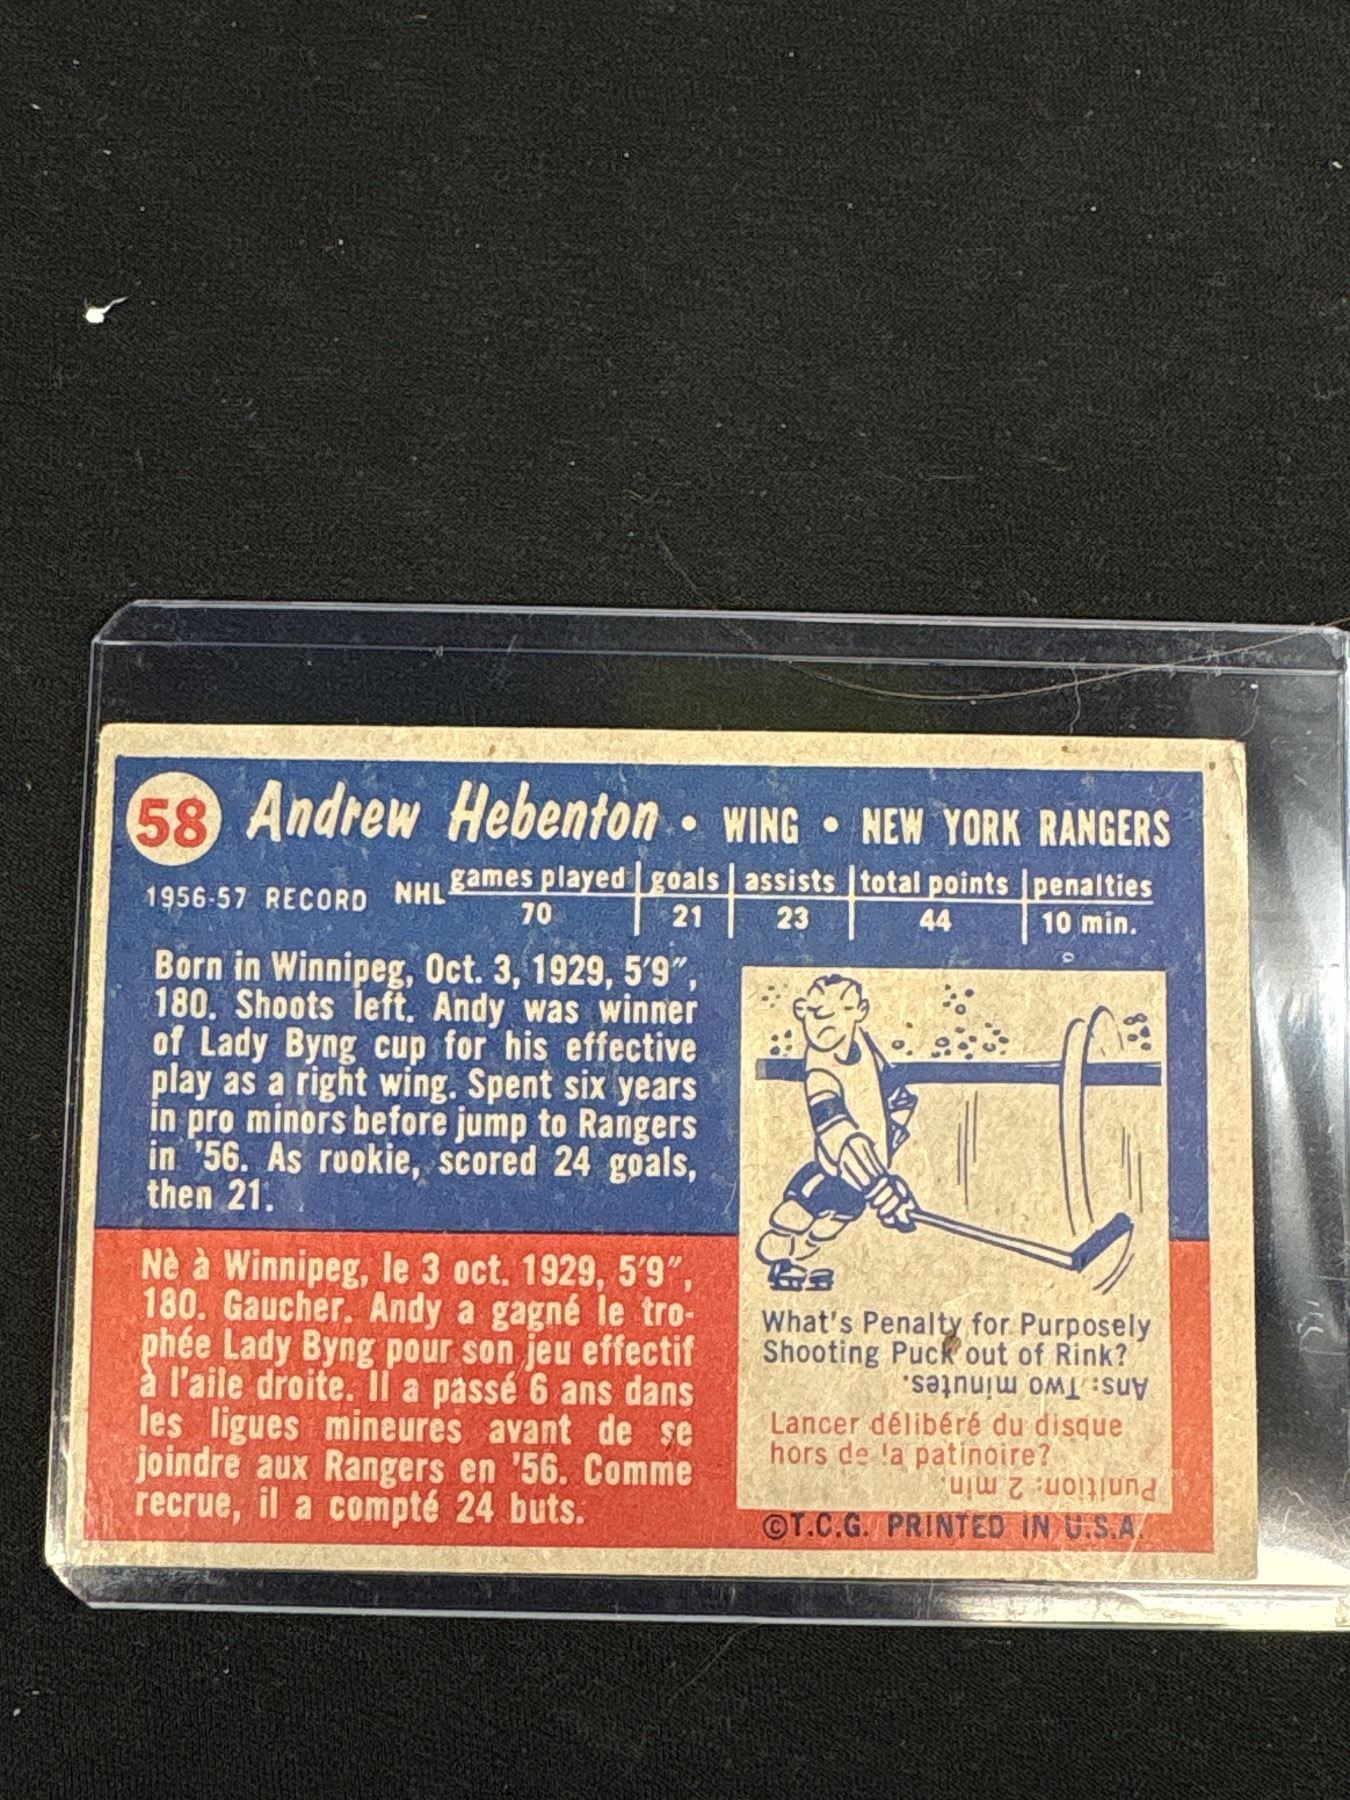 58 Andrew Hebenton • WING • NEW YORK RANGERS
1956-57 RECORD NHL games played goals assists total points penalties
70 21 23 44 10 min.
Born in Winnipeg, Oct. 3, 1929, 5'9",
180. Shoots left. Andy was winner
of Lady Byng cup for his effective
play as a right wing. Spent six years
in pro minors before jump to Rangers
in '56. As rookie, scored 24 goals,
then 21.
Nè à Winnipeg, le 3 oct. 1929, 5'9",
180. Gaucher. Andy a gagné le tro-
phée Lady Byng pour son jeu effectif
à l'aile droite. Il a passé 6 ans dans
les ligues mineures avant de se
joindre aux Rangers en '56. Comme
recrue, il a compté 24 buts.
What's Penalty for Purposely
Shooting Puck out of Rink?
Ans: Two minutes.
Lancer délibéré du disque
hors de la patinoire?
Punition: 2 min.
©T.C.G. PRINTED IN U.S.A.